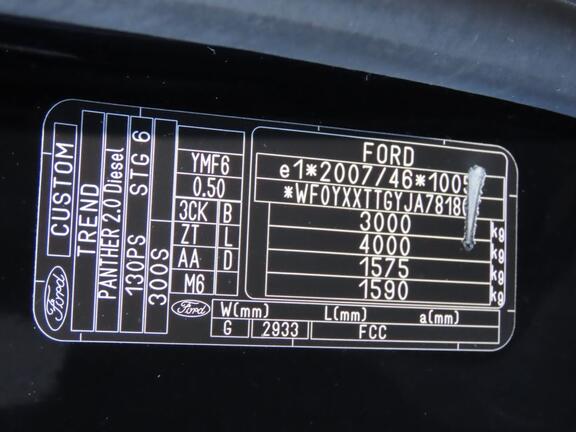 CUSTOM
TREND
PANTHER 2.0 Diesel
130PS STG 6
300S
Ford
YMF6
0.50
3CK B
ZT L
AA D
M6
FORD
e1*2007/46*1005
*WF0YXXTTGYJA7818
3000 kg
4000 kg
1575 kg
1590 kg
Ford
W(mm) L(mm) a(mm)
G 2933 FCC